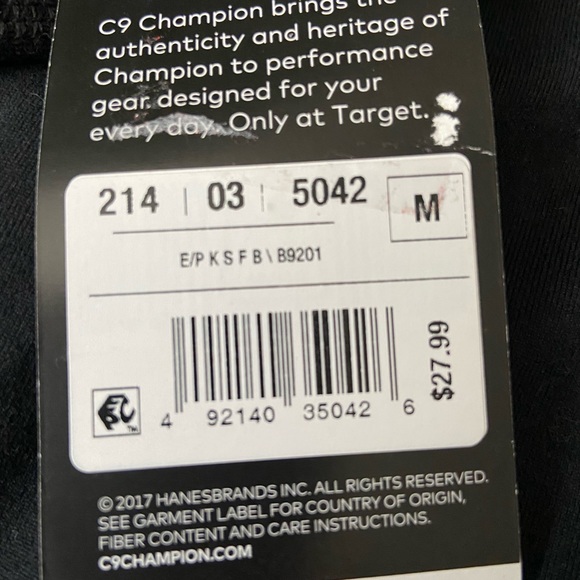 C9 Champion brings the
authenticity and heritage of
Champion to performance
gear designed for your
every day. Only at Target.
214 | 03 | 5042 M
E/P K S F B \ B9201
$27.99
4 92140 35042 6
TM
© 2017 HANESBRANDS INC. ALL RIGHTS RESERVED.
SEE GARMENT LABEL FOR COUNTRY OF ORIGIN,
FIBER CONTENT AND CARE INSTRUCTIONS.
C9CHAMPION.COM